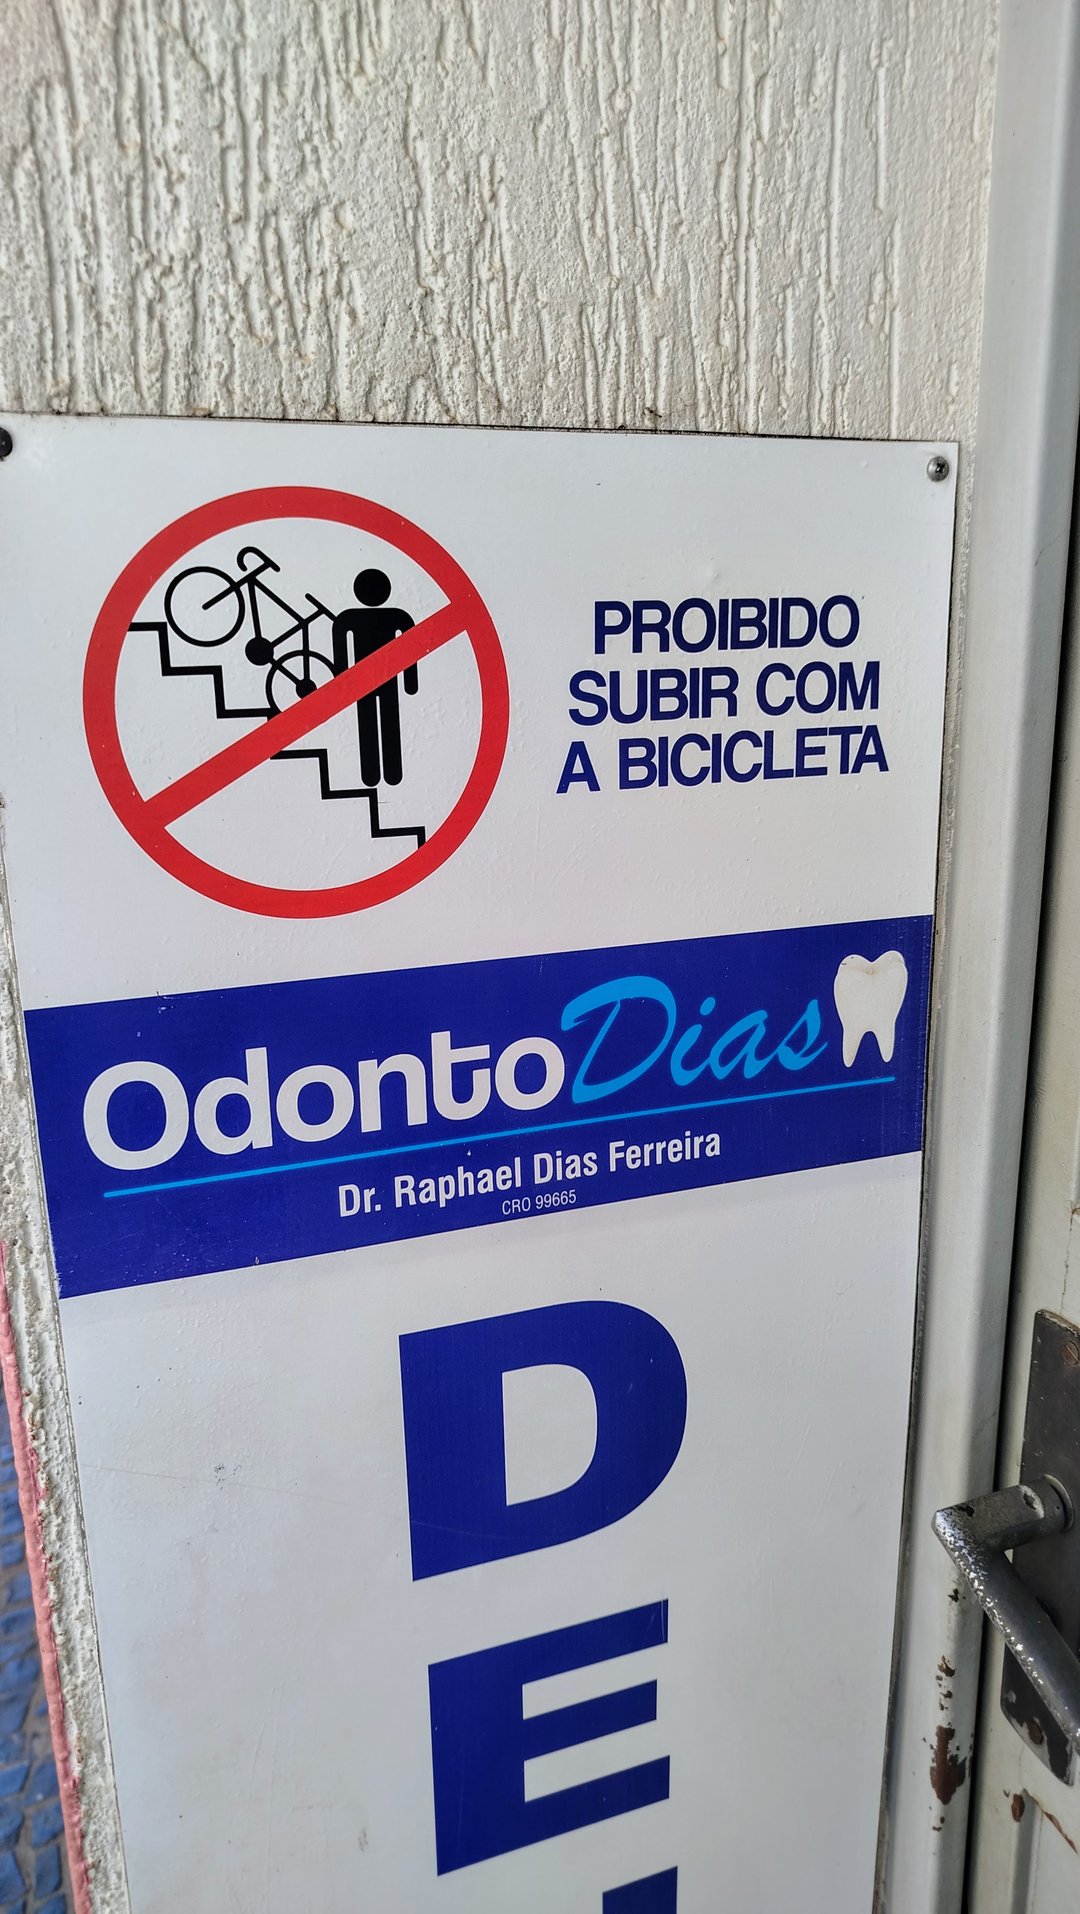 PROIBIDO
SUBIR COM
A BICICLETA
OdontoDias
Dr. Raphael Dias Ferreira
CRO 99665
D
E